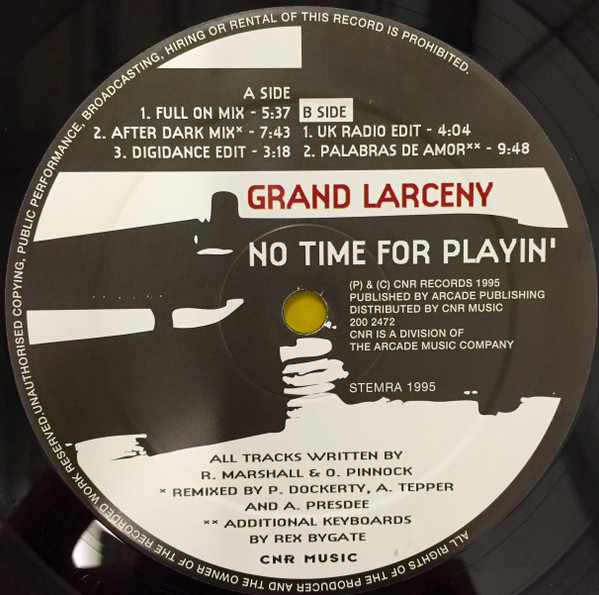 ALL RIGHTS OF THE PRODUCER AND THE OWNER OF THE RECORDED WORK RESERVED.UNAUTHORISED COPYING, PUBLIC PERFORMANCE, BROADCASTING, HIRING OR RENTAL OF THIS RECORD IS PROHIBITED.
A SIDE
1. FULL ON MIX - 5:37
2. AFTER DARK MIX* - 7:43
3. DIGIDANCE EDIT - 3:18
B SIDE
1. UK RADIO EDIT - 4:04
2. PALABRAS DE AMOR** - 9:48
GRAND LARCENY
NO TIME FOR PLAYIN'
(P) & (C) CNR RECORDS 1995
PUBLISHED BY ARCADE PUBLISHING
DISTRIBUTED BY CNR MUSIC
200 2472
CNR IS A DIVISION OF
THE ARCADE MUSIC COMPANY
STEMRA 1995
ALL TRACKS WRITTEN BY
R. MARSHALL & O. PINNOCK
* REMIXED BY P. DOCKERTY, A. TEPPER
AND A. PRESDEE
** ADDITIONAL KEYBOARDS
BY REX BYGATE
CNR MUSIC